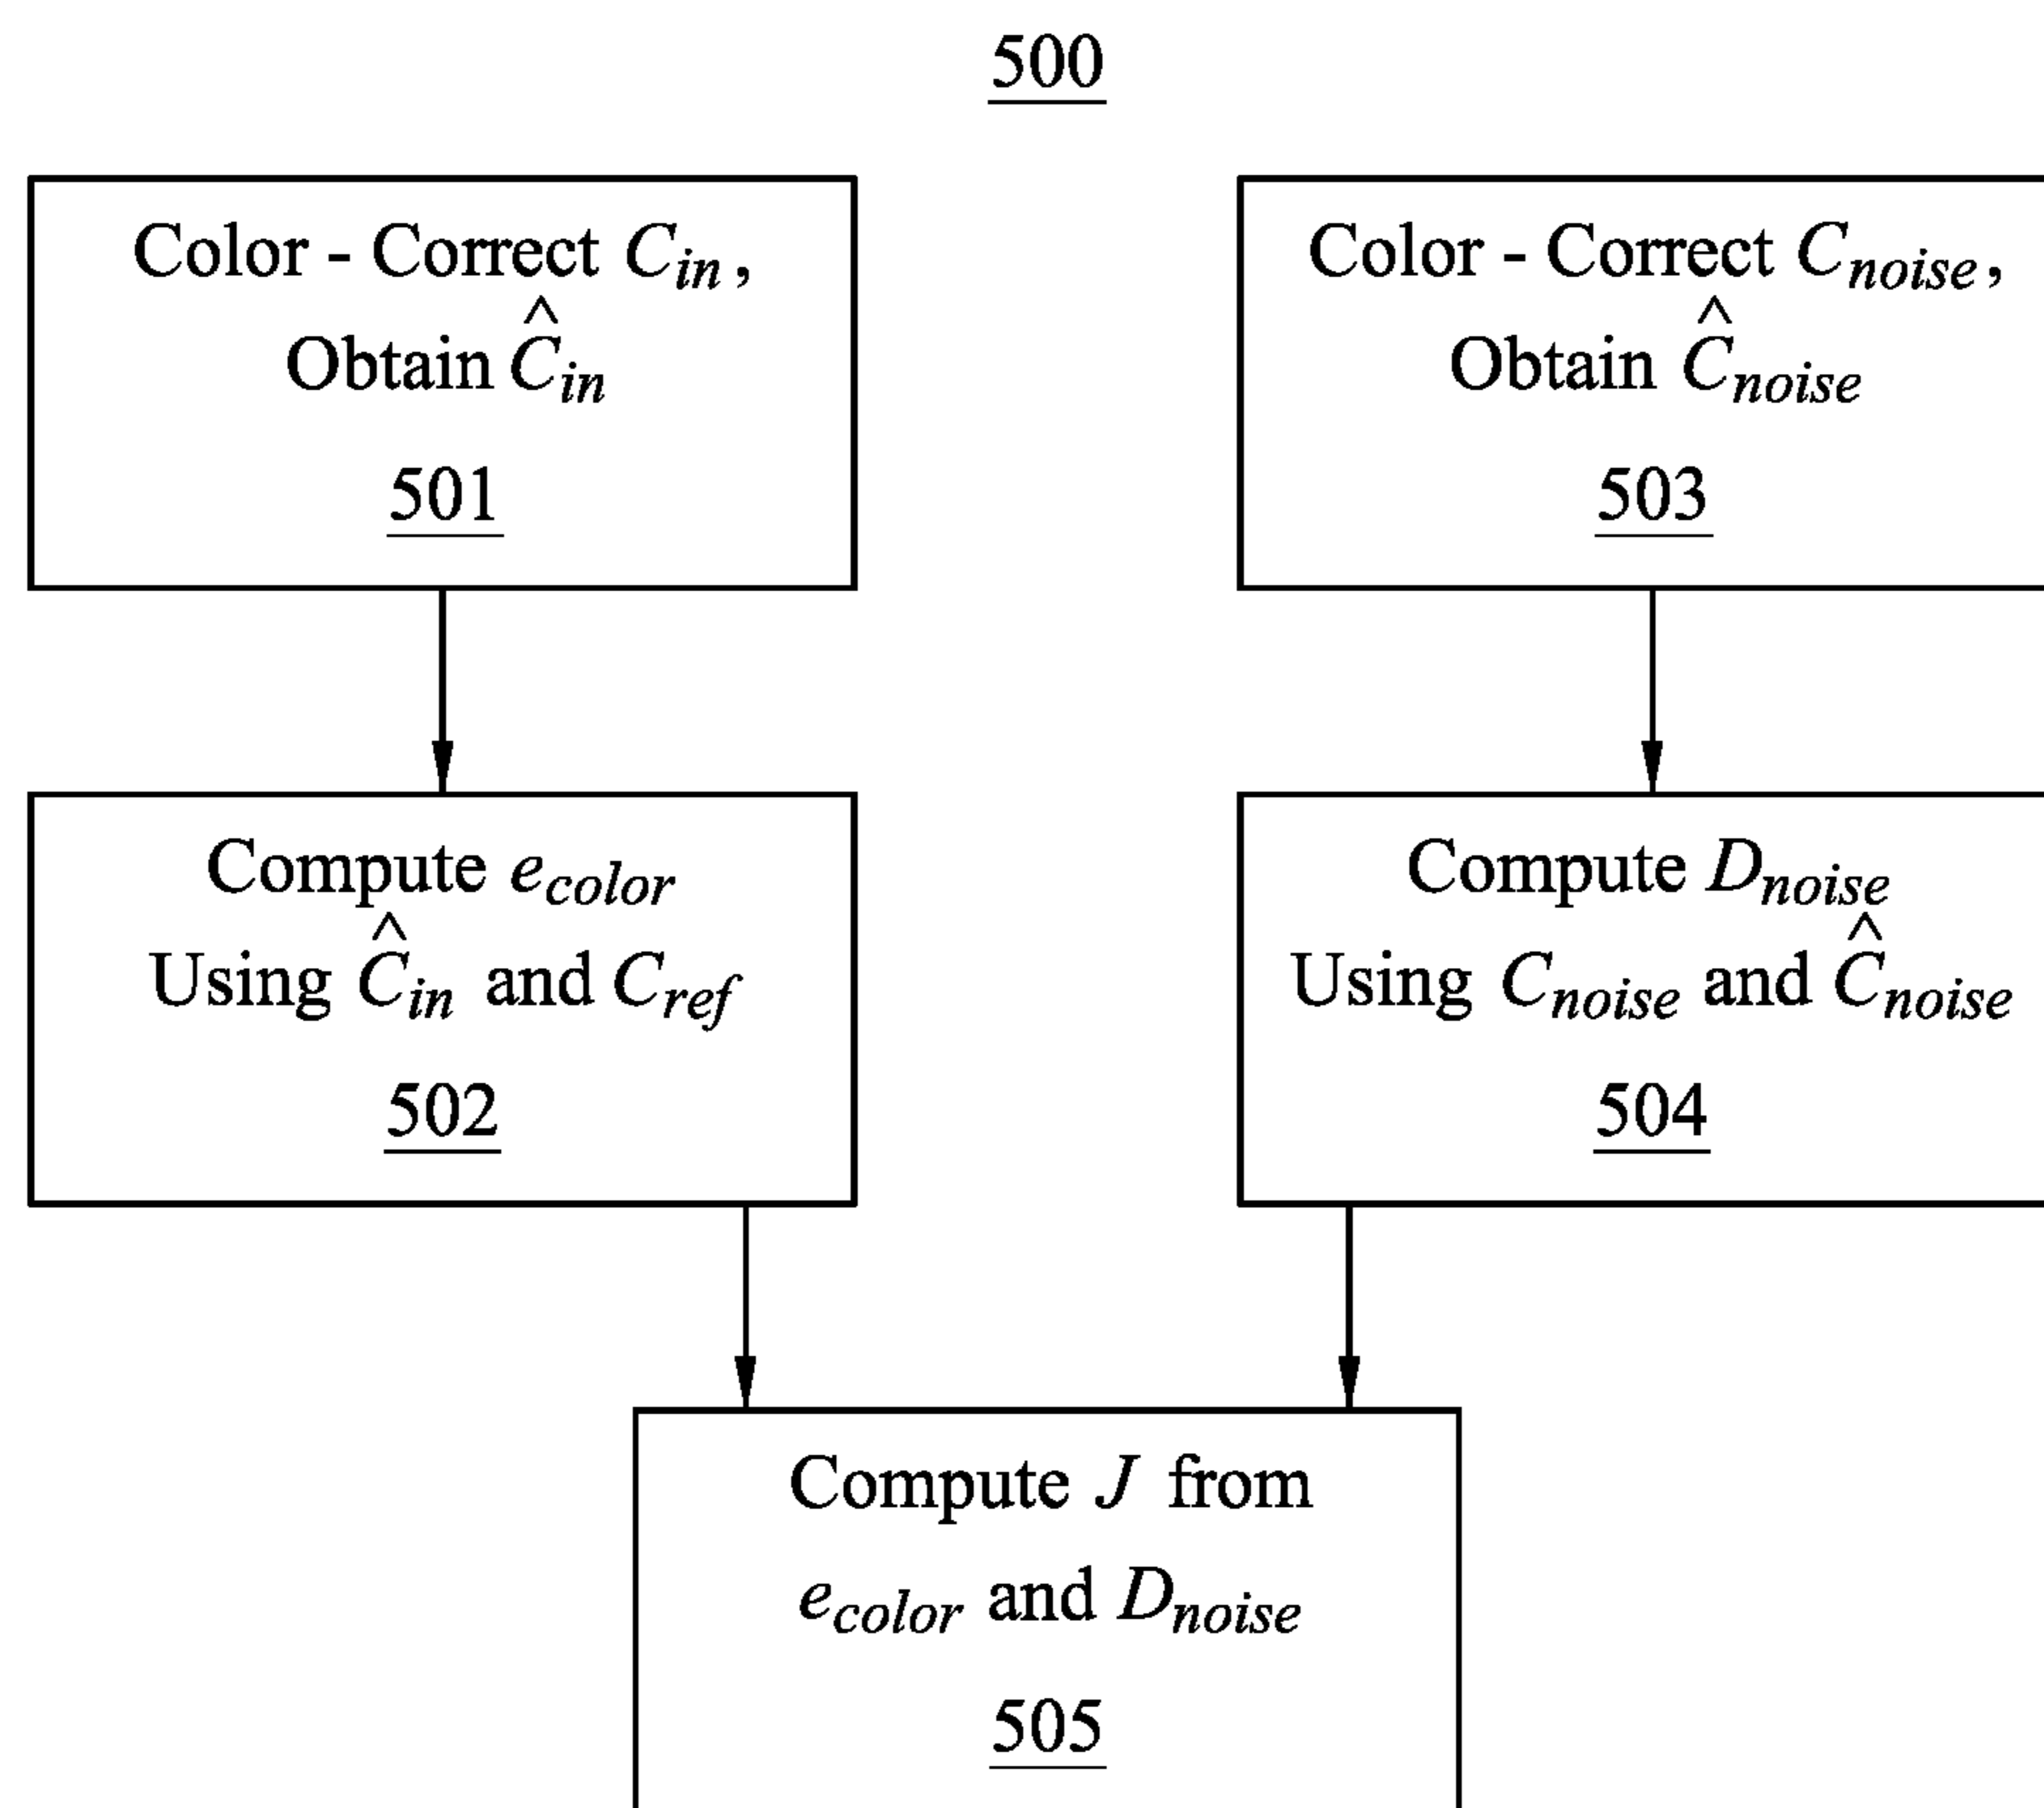 500
Color - Correct C_in,
Obtain Ĉ_in
501
Color - Correct C_noise,
Obtain Ĉ_noise
503
Compute e_color
Using Ĉ_in and C_ref
502
Compute D_noise
Using C_noise and Ĉ_noise
504
Compute J from
e_color and D_noise
505